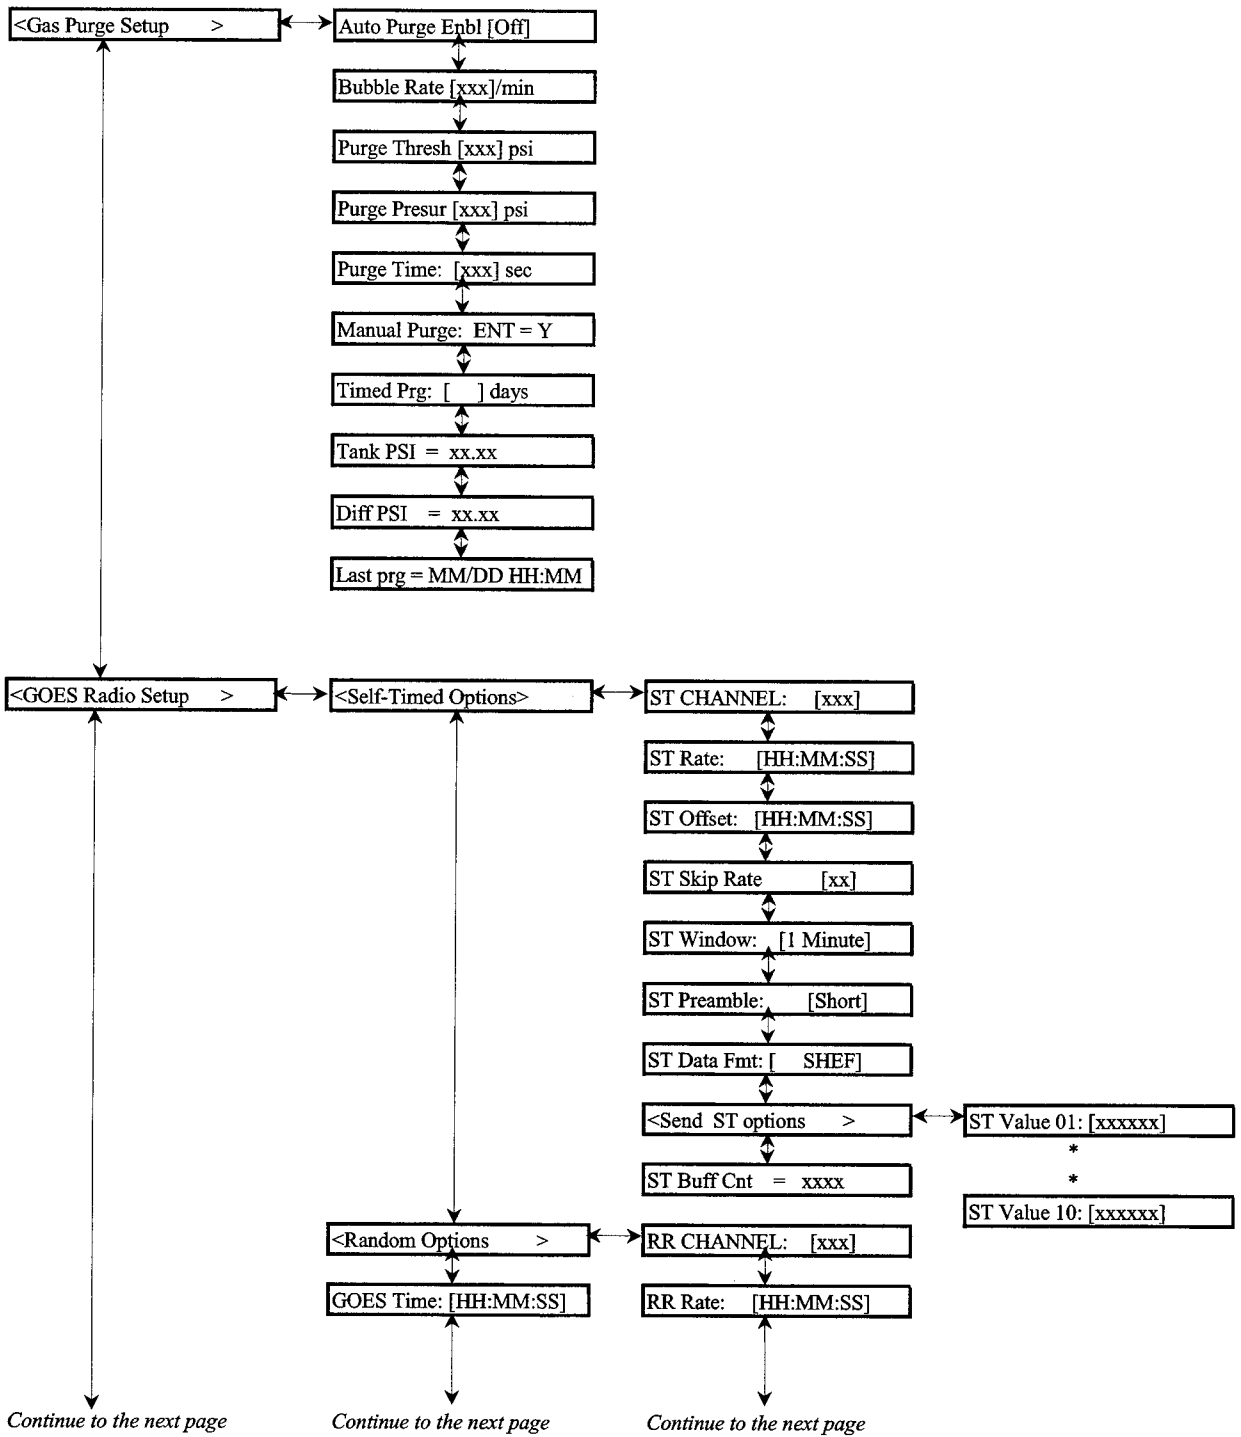 <Gas Purge Setup >
Auto Purge Enbl [Off]
Bubble Rate [xxx]/min
Purge Thresh [xxx] psi
Purge Presur [xxx] psi
Purge Time: [xxx] sec
Manual Purge: ENT = Y
Timed Prg: [ ] days
Tank PSI = xx.xx
Diff PSI = xx.xx
Last prg = MM/DD HH:MM
<GOES Radio Setup >
<Self-Timed Options>
ST CHANNEL: [xxx]
ST Rate: [HH:MM:SS]
ST Offset: [HH:MM:SS]
ST Skip Rate [xx]
ST Window: [1 Minute]
ST Preamble: [Short]
ST Data Fmt: [ SHEF]
<Send ST options >
ST Value 01: [xxxxxx]
*
*
ST Value 10: [xxxxxx]
ST Buff Cnt = xxxx
<Random Options >
RR CHANNEL: [xxx]
GOES Time: [HH:MM:SS]
RR Rate: [HH:MM:SS]
Continue to the next page
Continue to the next page
Continue to the next page